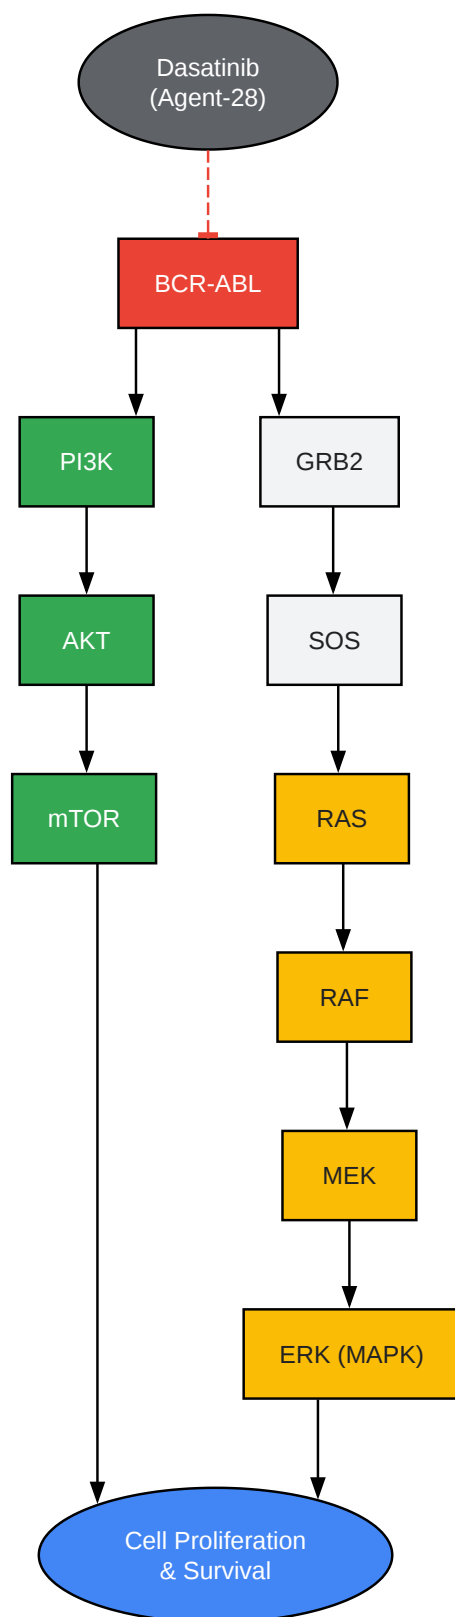 Dasatinib
(Agent-28)
BCR-ABL
PI3K
GRB2
AKT
SOS
mTOR
RAS
RAF
MEK
ERK (MAPK)
Cell Proliferation
& Survival